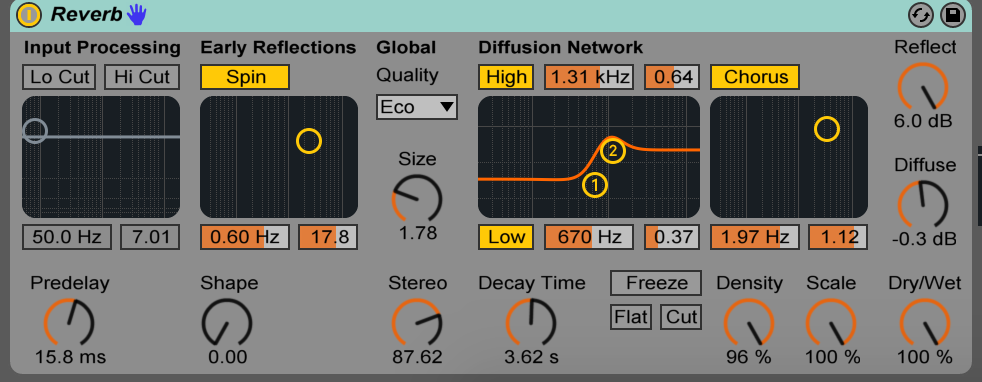 Reverb
Input Processing Early Reflections Global Diffusion Network Reflect
Lo Cut Hi Cut Spin Quality High 1.31 kHz 0.64 Chorus
Eco
6.0 dB
2
1
Size
Diffuse
1.78
50.0 Hz 7.01 0.60 Hz 17.8 Low 670 Hz 0.37 1.97 Hz 1.12 -0.3 dB
Predelay Shape Stereo Decay Time Freeze Density Scale Dry/Wet
Flat Cut
15.8 ms 0.00 87.62 3.62 s 96 % 100 % 100 %